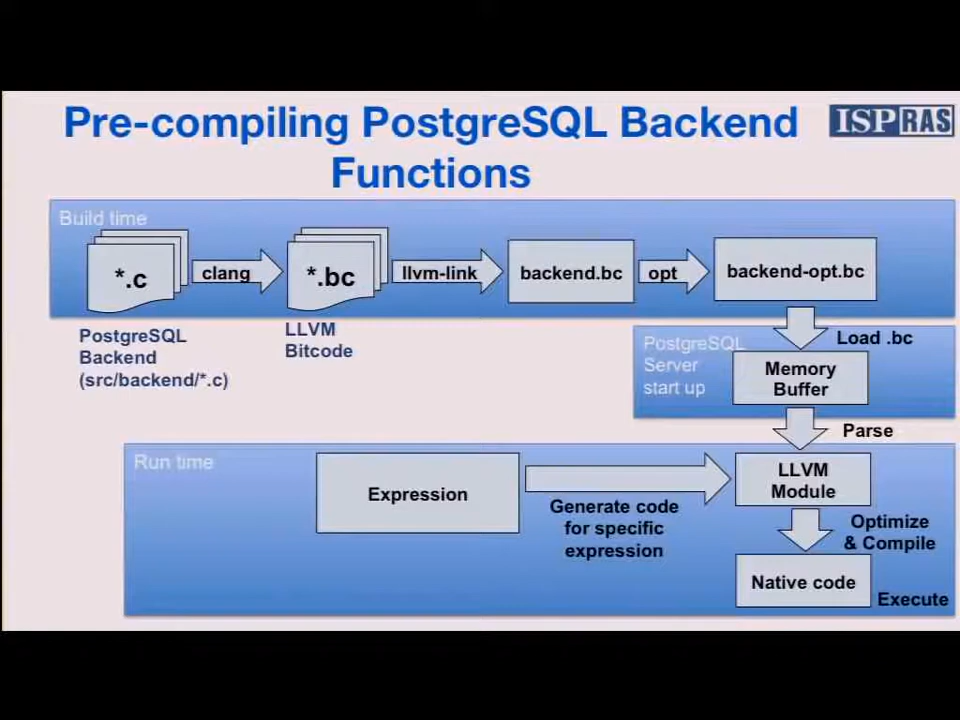 Pre-compiling PostgreSQL Backend
Functions
ISPRAS
Build time
*.c
clang
*.bc
llvm-link
backend.bc
opt
backend-opt.bc
PostgreSQL
Backend
(src/backend/*.c)
LLVM
Bitcode
Load .bc
PostgreSQL
Server
start up
Memory
Buffer
Parse
Run time
Expression
Generate code
for specific
expression
LLVM
Module
Optimize
& Compile
Native code
Execute